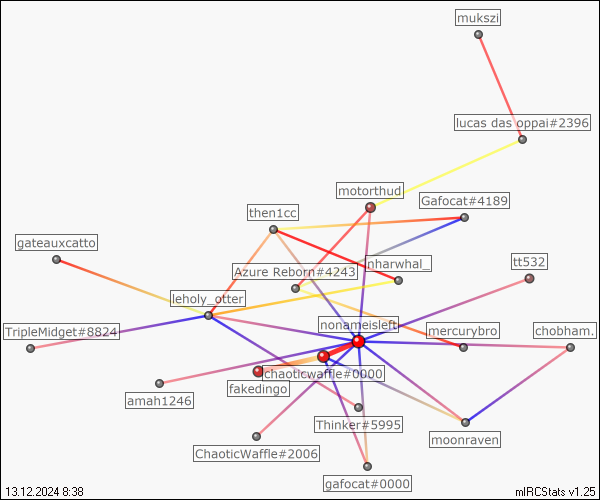 mukszi
lucas das oppai#2396
motorthud
Gafocat#4189
then1cc
gateauxcatto
Azure Reborn#4243
nharwhal_
tt532
leholy_otter
nonameisleft
TripleMidget#8824
mercurybro
chobham.
chaoticwaffle#0000
fakedingo
amah1246
Thinker#5995
moonraven
ChaoticWaffle#2006
gafocat#0000
13.12.2024 8:38
mIRCStats v1.25